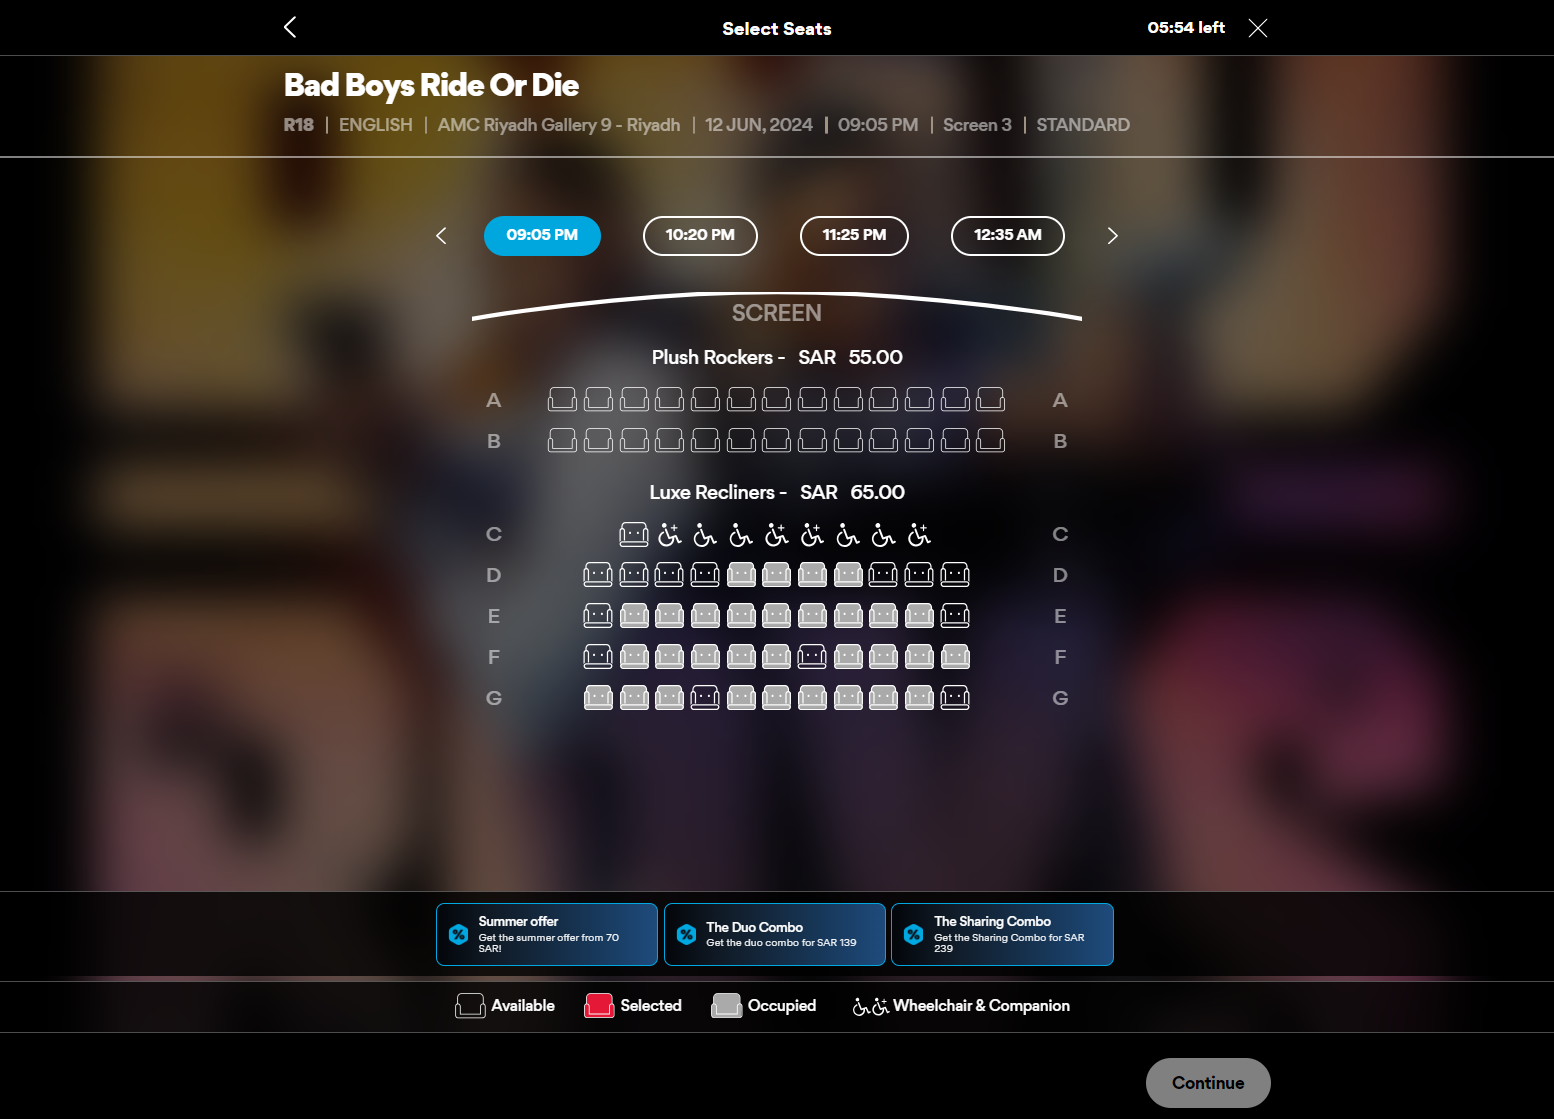 Select Seats
05:54 left
Bad Boys Ride Or Die
R18 | ENGLISH | AMC Riyadh Gallery 9 - Riyadh | 12 JUN, 2024 | 09:05 PM | Screen 3 | STANDARD
09:05 PM 10:20 PM 11:25 PM 12:35 AM
SCREEN
Plush Rockers - SAR 55.00
A A
B B
Luxe Recliners - SAR 65.00
C C
D D
E E
F F
G G
Summer offer
Get the summer offer from 70
SAR!
The Duo Combo
Get the duo combo for SAR 139
The Sharing Combo
Get the Sharing Combo for SAR
239
Available Selected Occupied Wheelchair & Companion
Continue